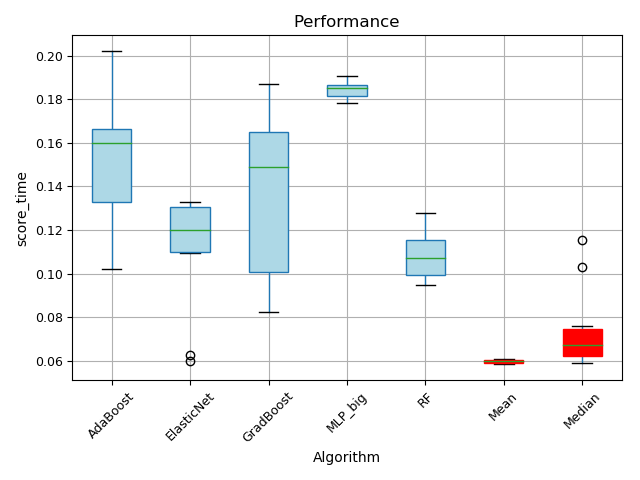 Performance
0.20
0.18
0.16
0.14
0.12
0.10
0.08
0.06
score_time
AdaBoost
ElasticNet
GradBoost
MLP_big
RF
Mean
Median
Algorithm